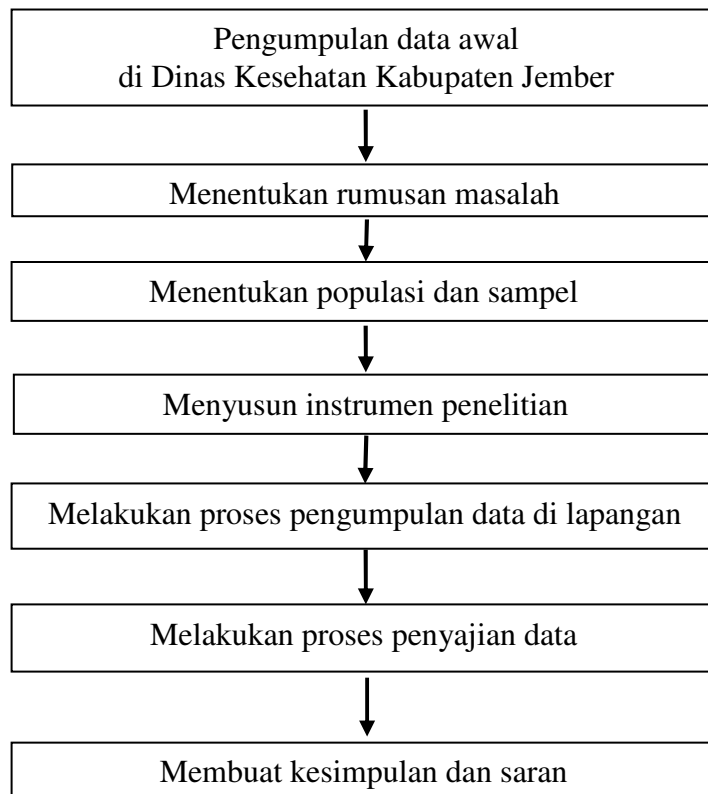 Pengumpulan data awal
di Dinas Kesehatan Kabupaten Jember
Menentukan rumusan masalah
Menentukan populasi dan sampel
Menyusun instrumen penelitian
Melakukan proses pengumpulan data di lapangan
Melakukan proses penyajian data
Membuat kesimpulan dan saran